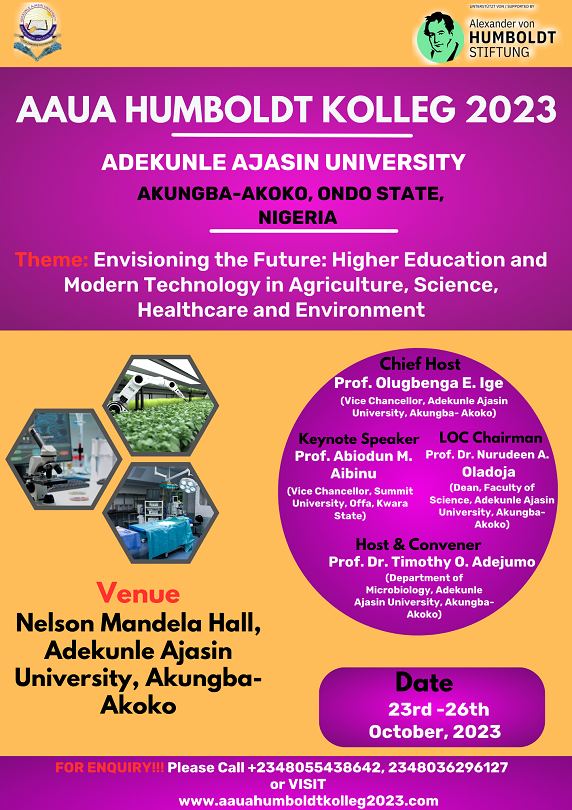 UNTERSTÜTZT VON / SUPPORTED BY
Alexander von
HUMBOLDT
STIFTUNG
AAUA HUMBOLDT KOLLEG 2023
ADEKUNLE AJASIN UNIVERSITY
AKUNGBA-AKOKO, ONDO STATE,
NIGERIA
Theme: Envisioning the Future: Higher Education and
Modern Technology in Agriculture, Science,
Healthcare and Environment
Chief Host
Prof. Olugbenga E. Ige
(Vice Chancellor, Adekunle Ajasin
University, Akungba- Akoko)
Keynote Speaker
Prof. Abiodun M.
Aibinu
(Vice Chancellor, Summit
University, Offa, Kwara
State)
LOC Chairman
Prof. Dr. Nurudeen A.
Oladoja
(Dean, Faculty of
Science, Adekunle Ajasin
University, Akungba-
Akoko)
Host & Convener
Prof. Dr. Timothy O. Adejumo
(Department of
Microbiology, Adekunle
Ajasin University, Akungba-
Akoko)
Venue
Nelson Mandela Hall,
Adekunle Ajasin
University, Akungba-
Akoko
Date
23rd -26th
October, 2023
FOR ENQUIRY!!! Please Call +2348055438642, 2348036296127
or VISIT
www.aauahumboldtkolleg2023.com